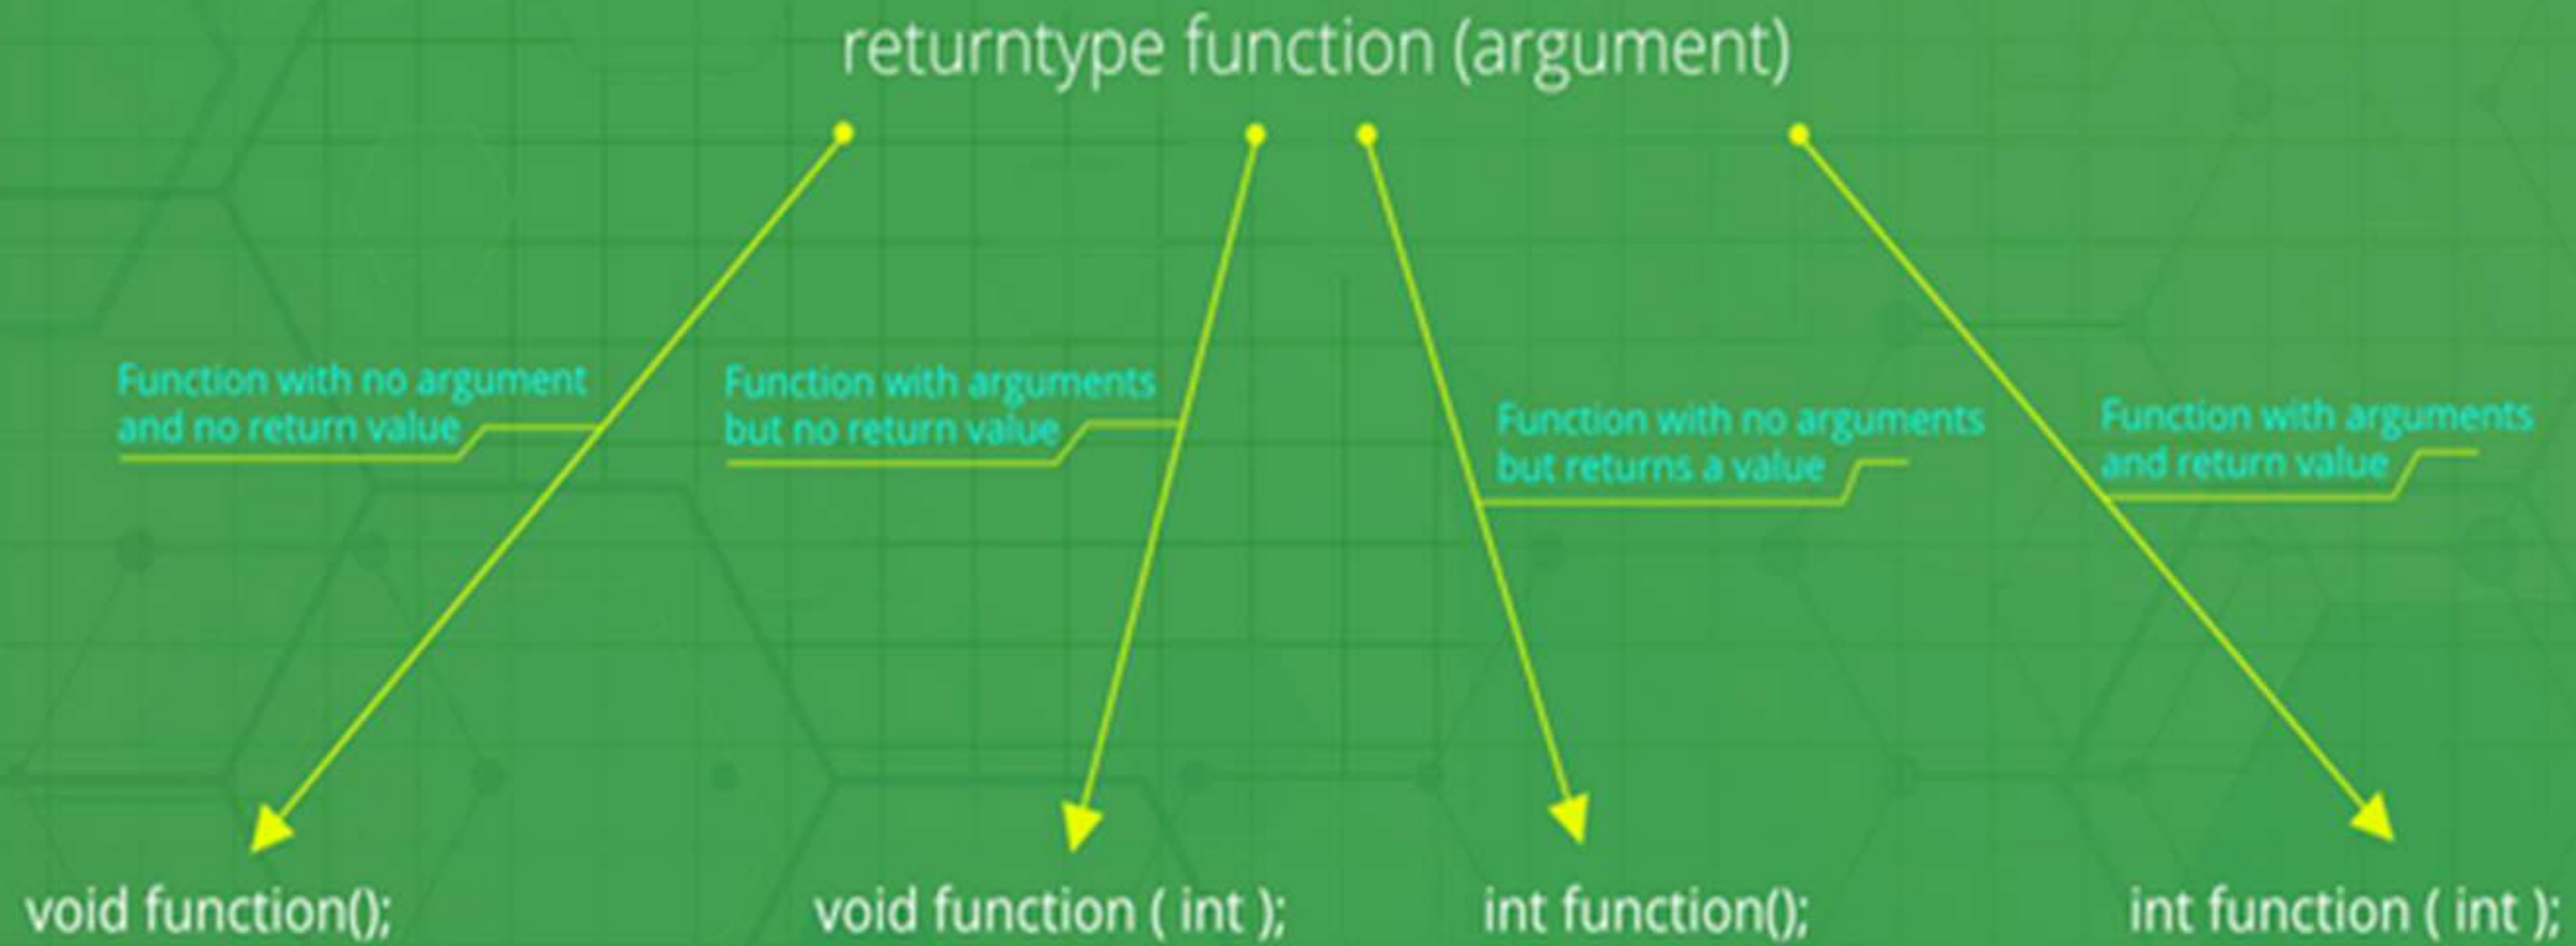 returntype function (argument)
Function with no argument
and no return value
Function with arguments
but no return value
Function with no arguments
but returns a value
Function with arguments
and return value
void function();
void function ( int );
int function();
int function ( int );